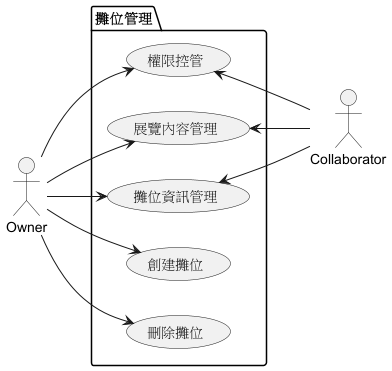 攤位管理
權限控管
展覽內容管理
攤位資訊管理
創建攤位
刪除攤位
Owner
Collaborator